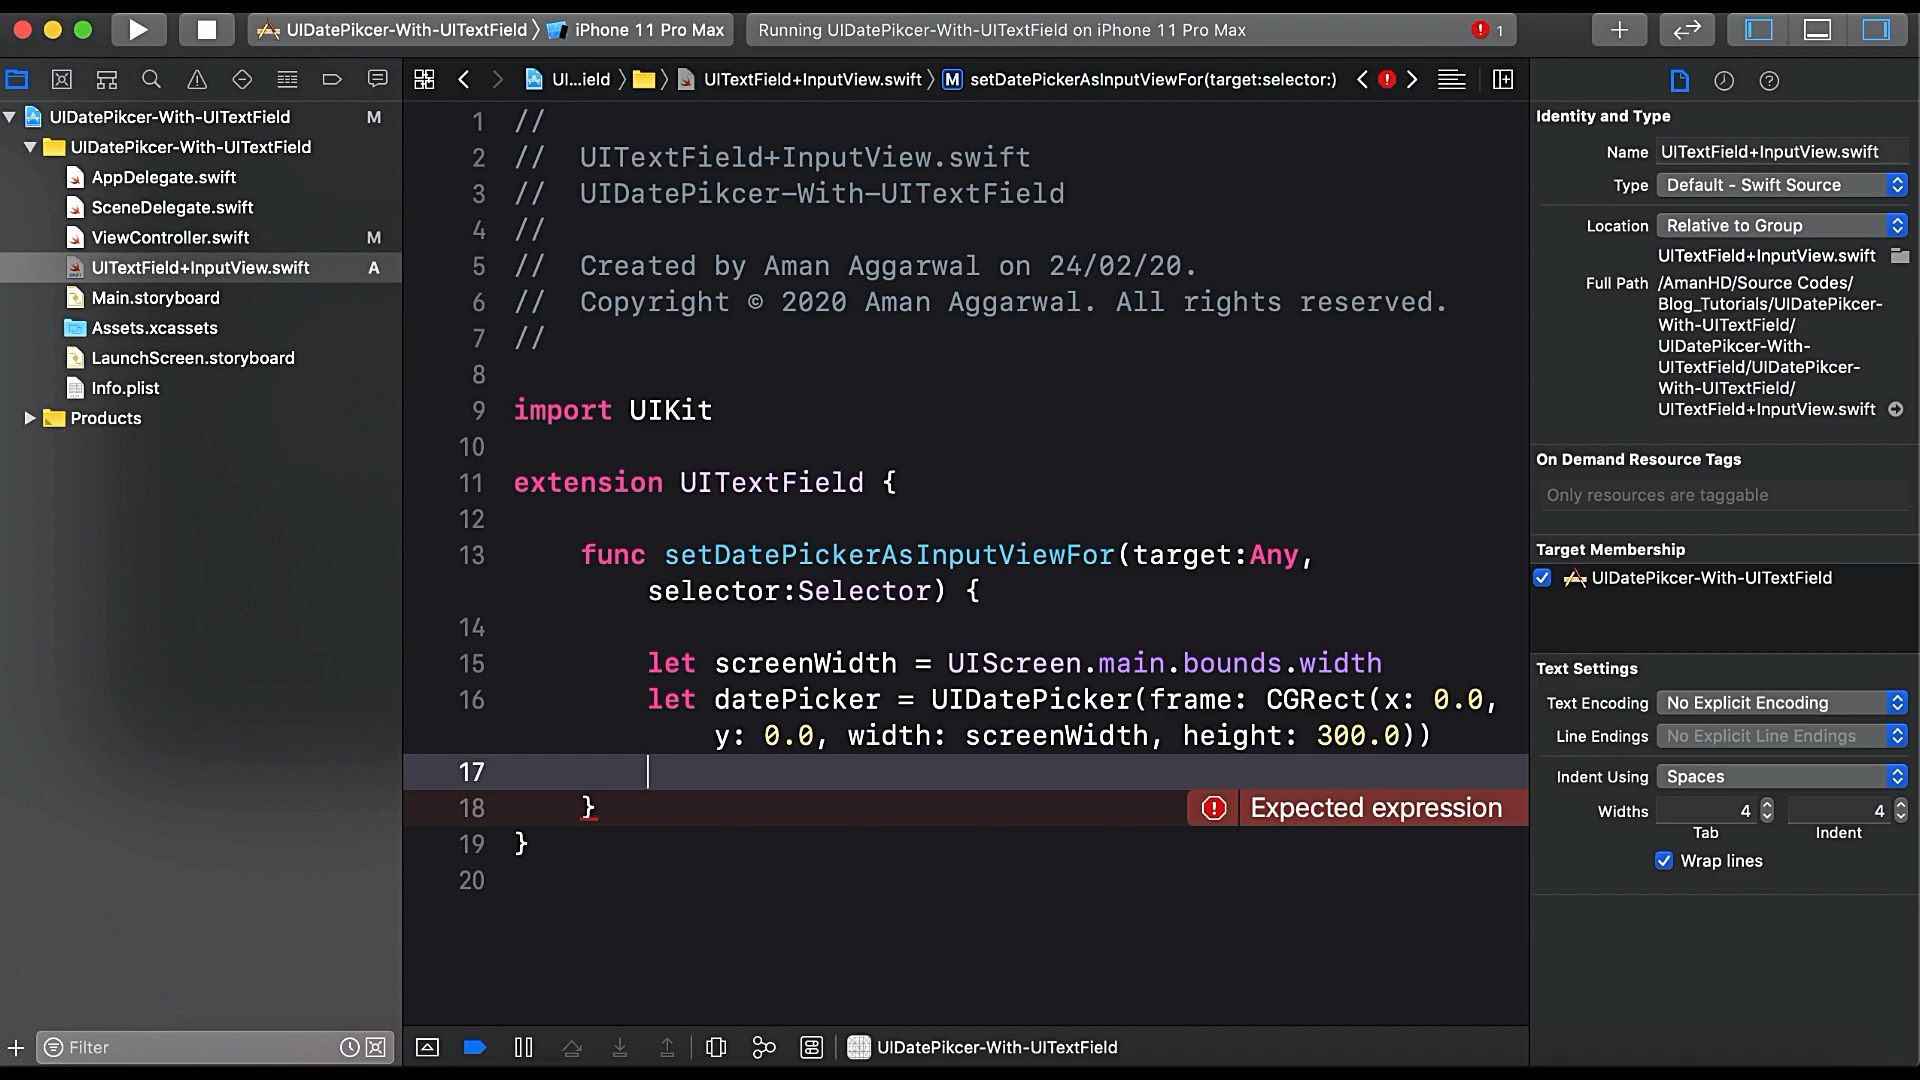 UIDatePikcer-With-UITextField
iPhone 11 Pro Max
Running UIDatePikcer-With-UITextField on iPhone 11 Pro Max
1
UI...ield
UITextField+InputView.swift
M
setDatePickerAsInputViewFor(target:selector:)
UIDatePikcer-With-UITextField
M
UIDatePikcer-With-UITextField
AppDelegate.swift
SceneDelegate.swift
ViewController.swift
M
UITextField+InputView.swift
A
Main.storyboard
Assets.xcassets
LaunchScreen.storyboard
Info.plist
Products
Filter
1 //
2 //  UITextField+InputView.swift
3 //  UIDatePikcer-With-UITextField
4 //
5 //  Created by Aman Aggarwal on 24/02/20.
6 //  Copyright © 2020 Aman Aggarwal. All rights reserved.
7 //
8
9 import UIKit
10
11 extension UITextField {
12
13     func setDatePickerAsInputViewFor(target:Any,
selector:Selector) {
14
15         let screenWidth = UIScreen.main.bounds.width
16         let datePicker = UIDatePicker(frame: CGRect(x: 0.0,
y: 0.0, width: screenWidth, height: 300.0))
17
18     }
Expected expression
19 }
20
UIDatePikcer-With-UITextField
Identity and Type
Name UITextField+InputView.swift
Type Default - Swift Source
Location Relative to Group
UITextField+InputView.swift
Full Path /AmanHD/Source Codes/
Blog_Tutorials/UIDatePikcer-
With-UITextField/
UIDatePikcer-With-
UITextField/UIDatePikcer-
With-UITextField/
UITextField+InputView.swift
On Demand Resource Tags
Only resources are taggable
Target Membership
UIDatePikcer-With-UITextField
Text Settings
Text Encoding No Explicit Encoding
Line Endings No Explicit Line Endings
Indent Using Spaces
Widths 4 4
Tab Indent
Wrap lines